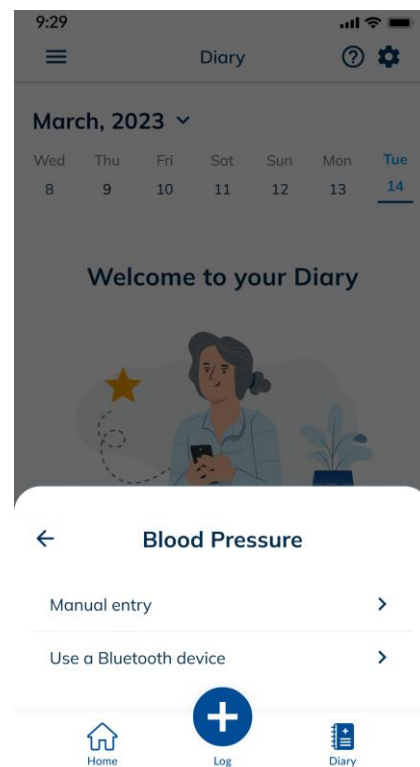 9:29
Diary
March, 2023
Wed Thu Fri Sat Sun Mon Tue
8 9 10 11 12 13 14
Welcome to your Diary
Blood Pressure
Manual entry
Use a Bluetooth device
Home Log Diary